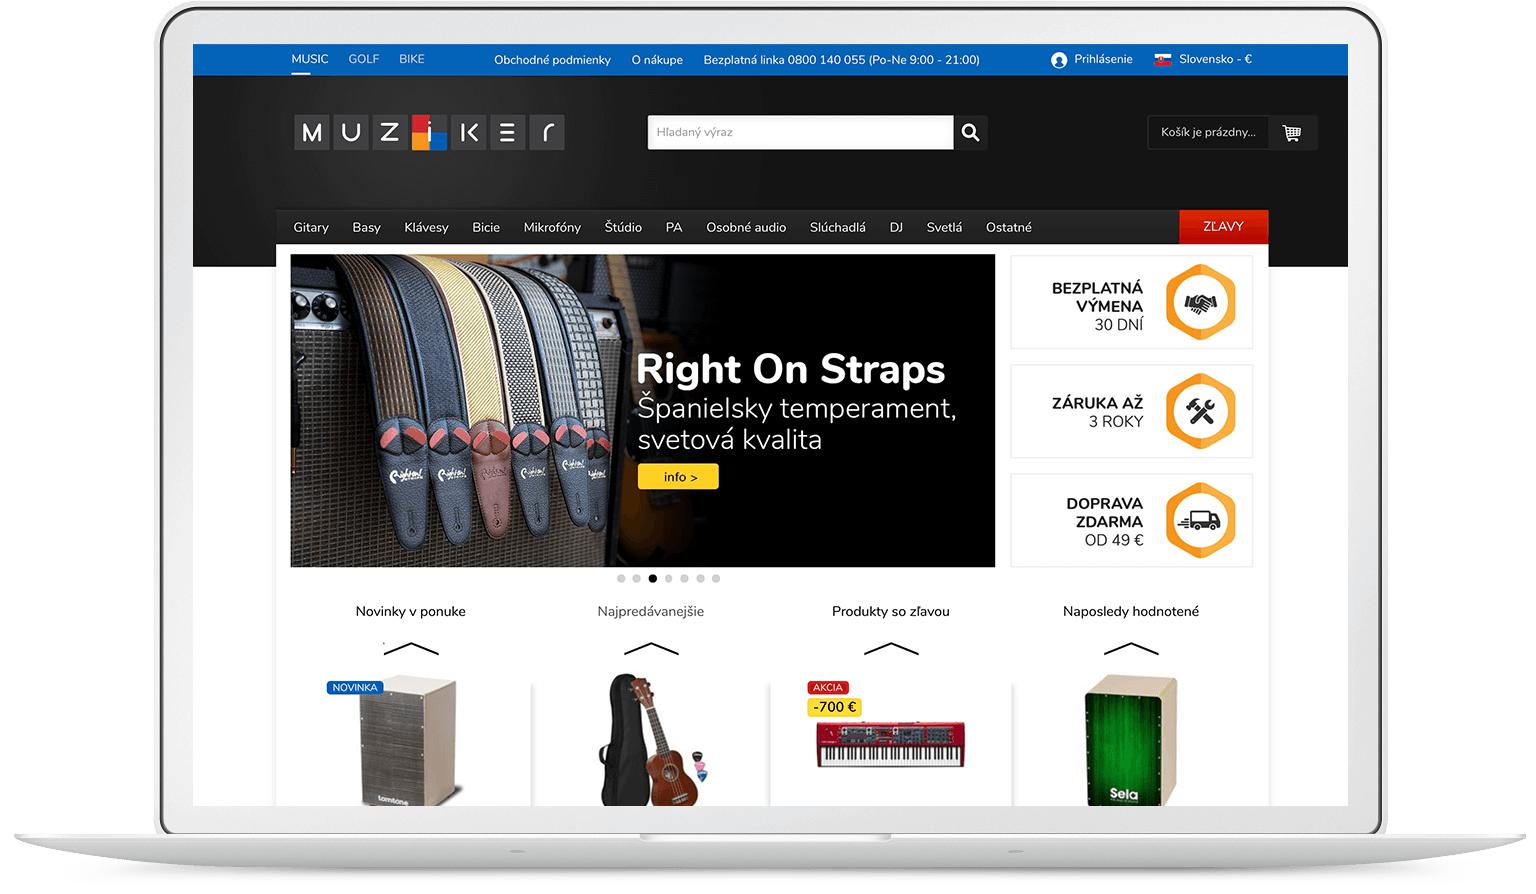 MUSIC GOLF BIKE Obchodné podmienky O nákupe Bezplatná linka 0800 140 055 (Po-Ne 9:00 - 21:00) Prihlásenie Slovensko - €
MUZiKER Hľadaný výraz Košík je prázdny...
Gitary Basy Klávesy Bicie Mikrofóny Štúdio PA Osobné audio Slúchadlá DJ Svetlá Ostatné ZĽAVY
Right On Straps
Španielsky temperament,
svetová kvalita
info >
BEZPLATNÁ
VÝMENA
30 DNÍ
ZÁRUKA AŽ
3 ROKY
DOPRAVA
ZDARMA
OD 49 €
Novinky v ponuke Najpredávanejšie Produkty so zľavou Naposledy hodnotené
NOVINKA
tomtone
AKCIA
-700 €
Sela